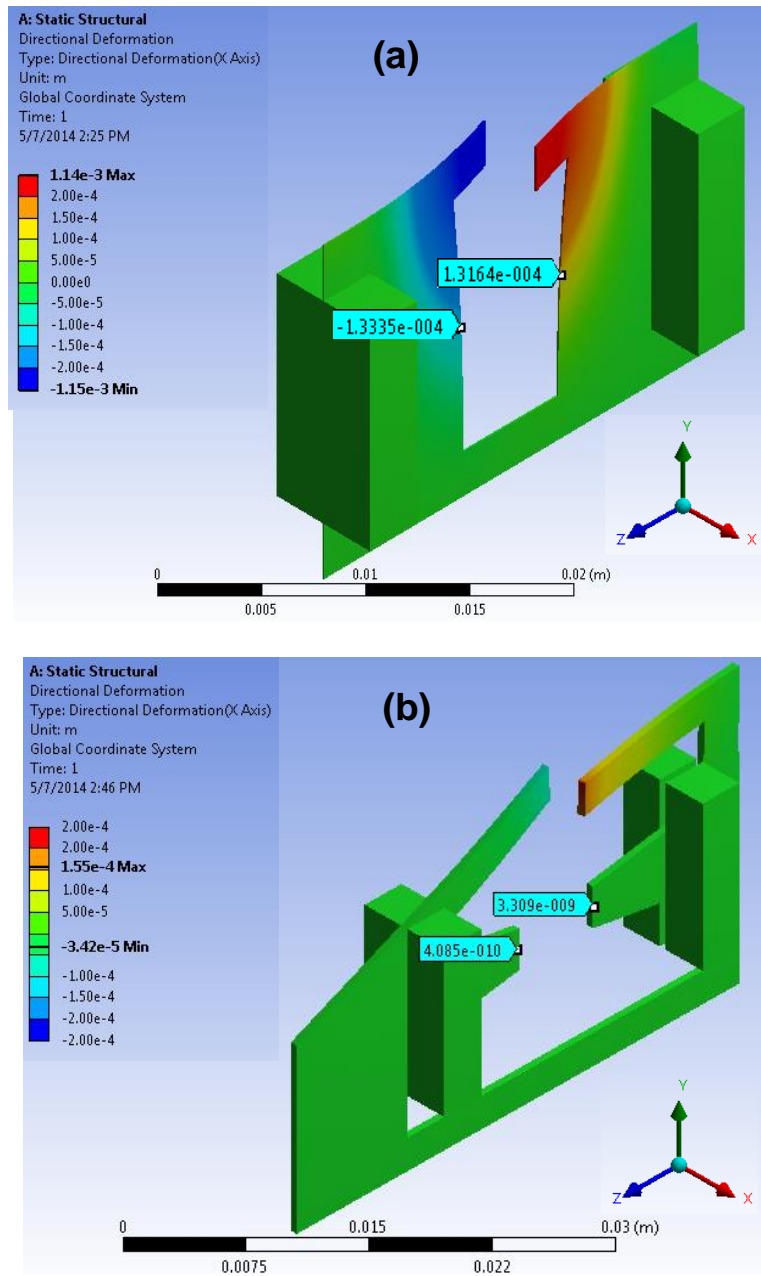 A: Static Structural
Directional Deformation
Type: Directional Deformation(X Axis)
Unit: m
Global Coordinate System
Time: 1
5/7/2014 2:25 PM
(a)
1.14e-3 Max
2.00e-4
1.50e-4
1.00e-4
5.00e-5
0.00e0
-5.00e-5
-1.00e-4
-1.50e-4
-2.00e-4
-1.15e-3 Min
1.3164e-004
-1.3335e-004
Y
Z
X
0
0.01
0.02 (m)
0.005
0.015
A: Static Structural
Directional Deformation
Type: Directional Deformation(X Axis)
Unit: m
Global Coordinate System
Time: 1
5/7/2014 2:46 PM
(b)
2.00e-4
2.00e-4
1.55e-4 Max
1.00e-4
5.00e-5
-3.42e-5 Min
-1.00e-4
-1.50e-4
-2.00e-4
-2.00e-4
3.309e-009
4.085e-010
Y
Z
X
0
0.015
0.03 (m)
0.0075
0.022